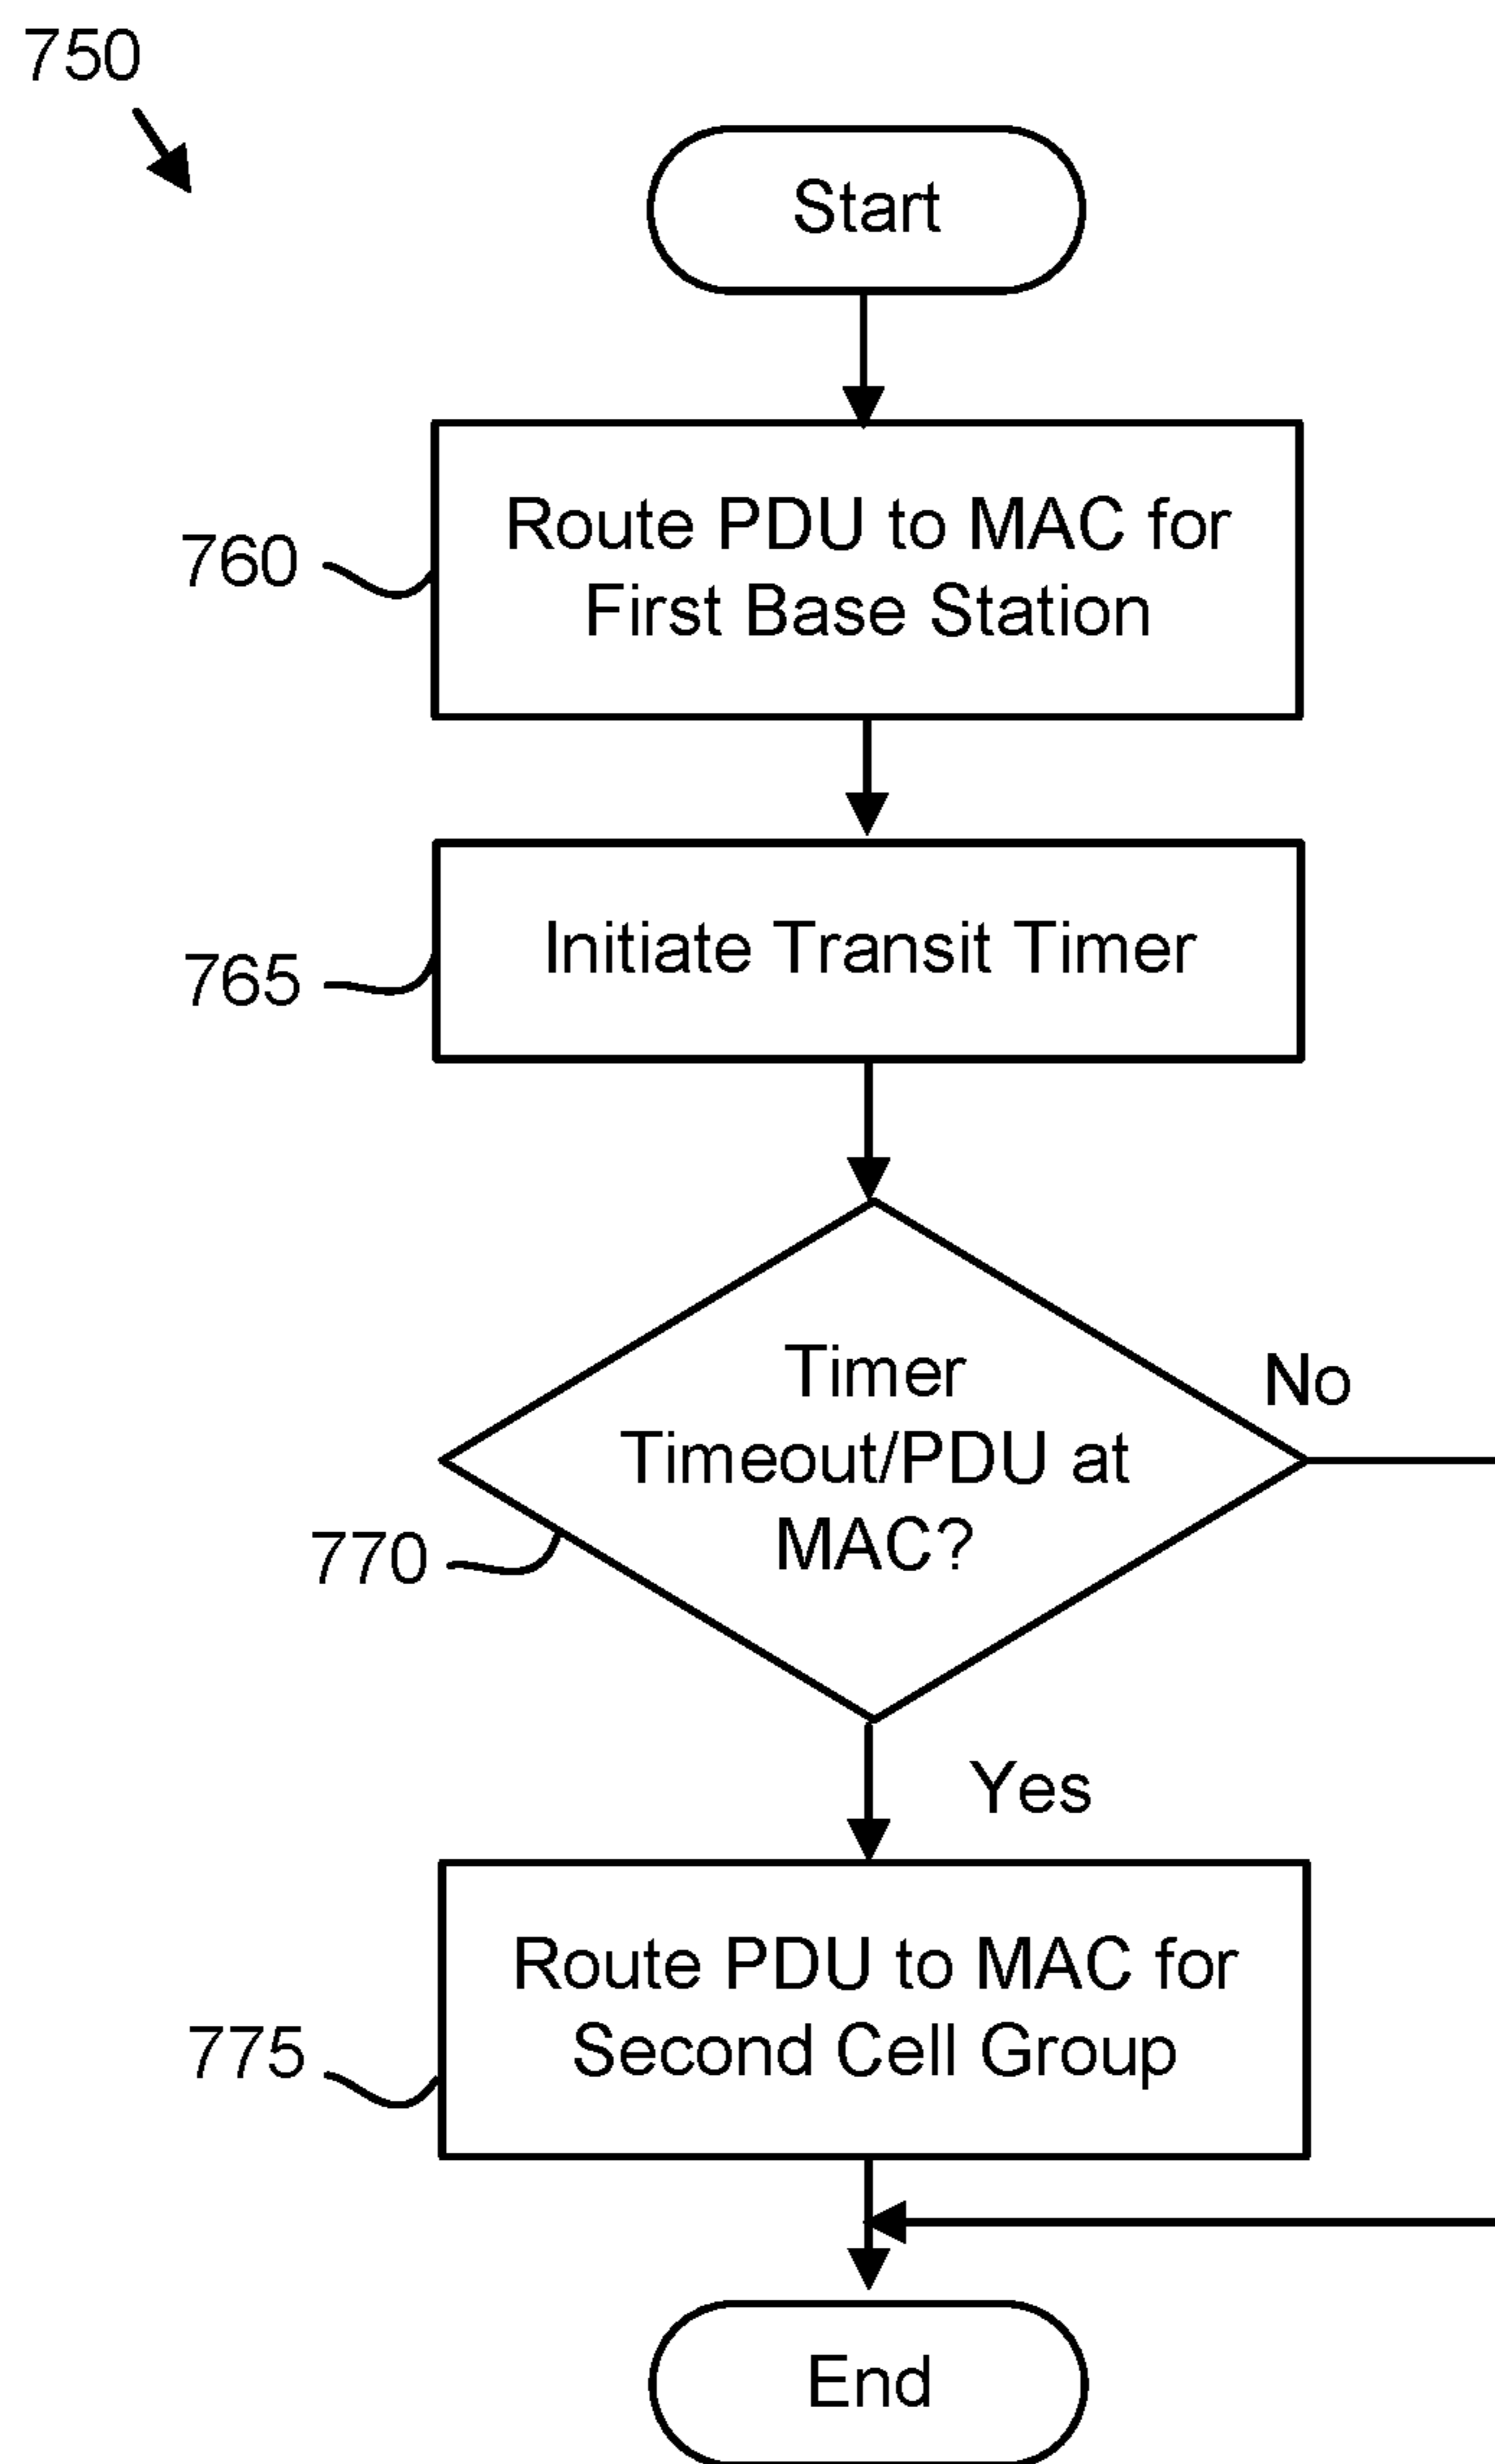 750
Start
760
Route PDU to MAC for
First Base Station
765
Initiate Transit Timer
Timer
Timeout/PDU at
MAC?
No
770
Yes
775
Route PDU to MAC for
Second Cell Group
End